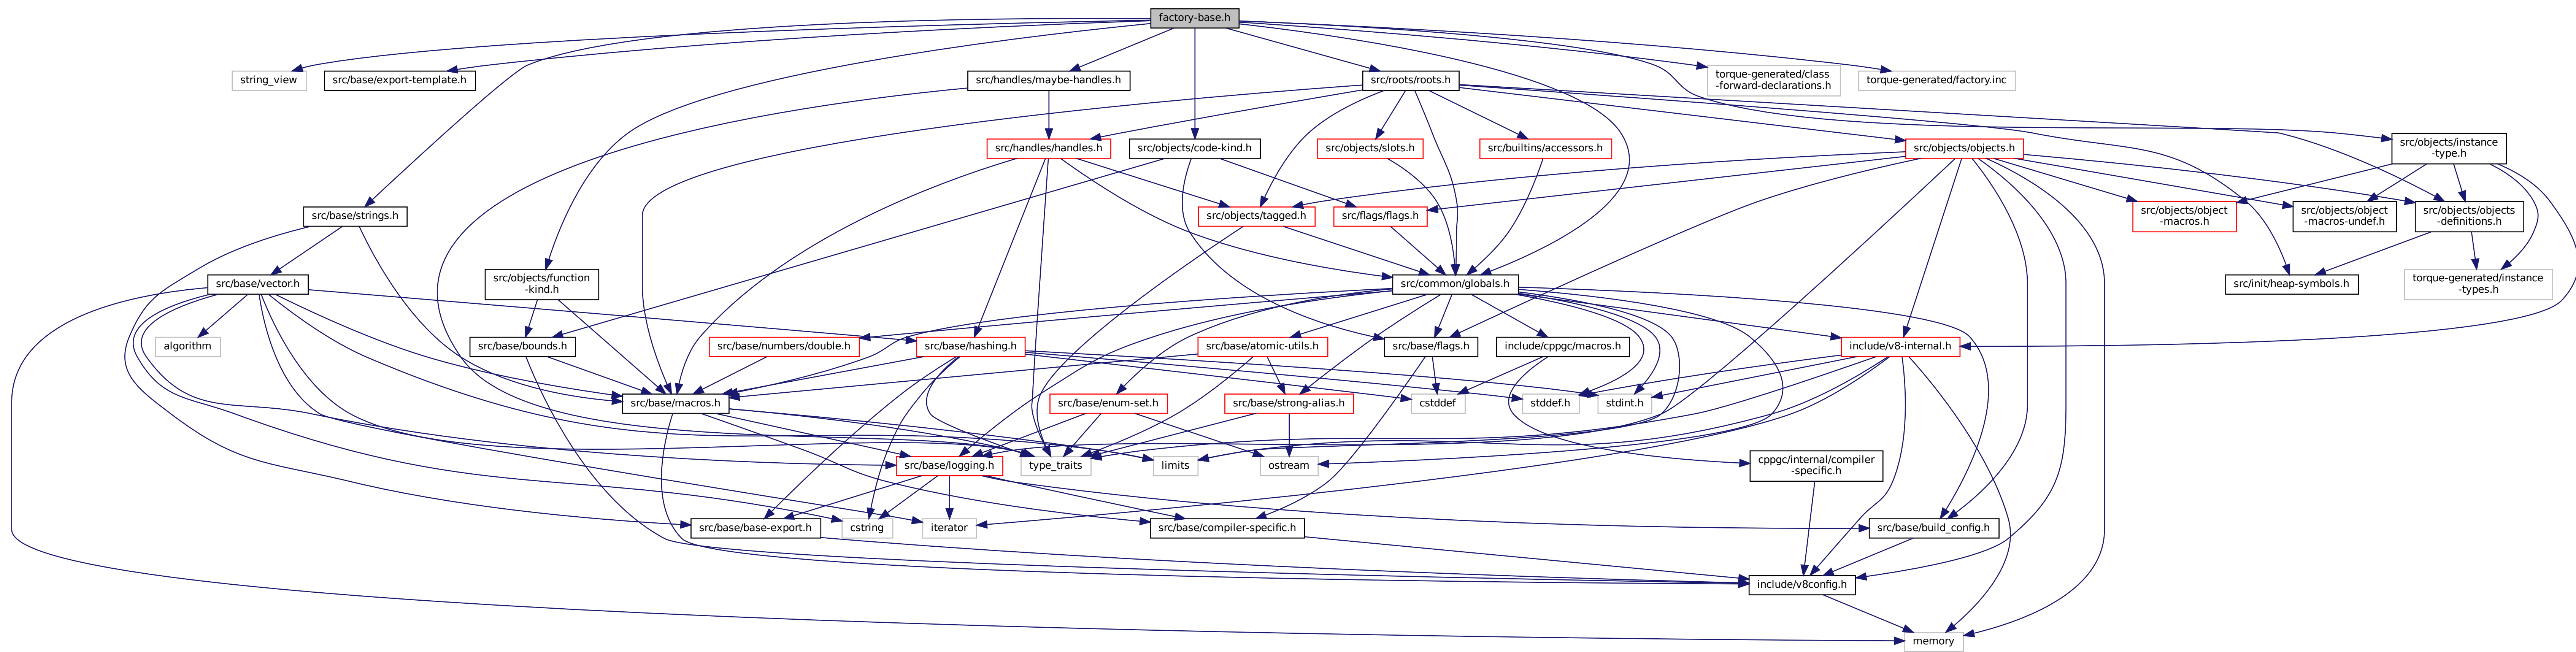 factory-base.h
string_view
src/base/export-template.h
src/handles/maybe-handles.h
src/roots/roots.h
torque-generated/class
-forward-declarations.h
torque-generated/factory.inc
src/handles/handles.h
src/objects/code-kind.h
src/objects/slots.h
src/builtins/accessors.h
src/objects/objects.h
src/objects/instance
-type.h
src/base/strings.h
src/objects/tagged.h
src/flags/flags.h
src/objects/object
-macros.h
src/objects/object
-macros-undef.h
src/objects/objects
-definitions.h
src/base/vector.h
src/objects/function
-kind.h
src/common/globals.h
src/init/heap-symbols.h
torque-generated/instance
-types.h
algorithm
src/base/bounds.h
src/base/numbers/double.h
src/base/hashing.h
src/base/atomic-utils.h
src/base/flags.h
include/cppgc/macros.h
include/v8-internal.h
src/base/macros.h
src/base/enum-set.h
src/base/strong-alias.h
cstddef
stddef.h
stdint.h
src/base/logging.h
type_traits
limits
ostream
cppgc/internal/compiler
-specific.h
src/base/base-export.h
cstring
iterator
src/base/compiler-specific.h
src/base/build_config.h
include/v8config.h
memory